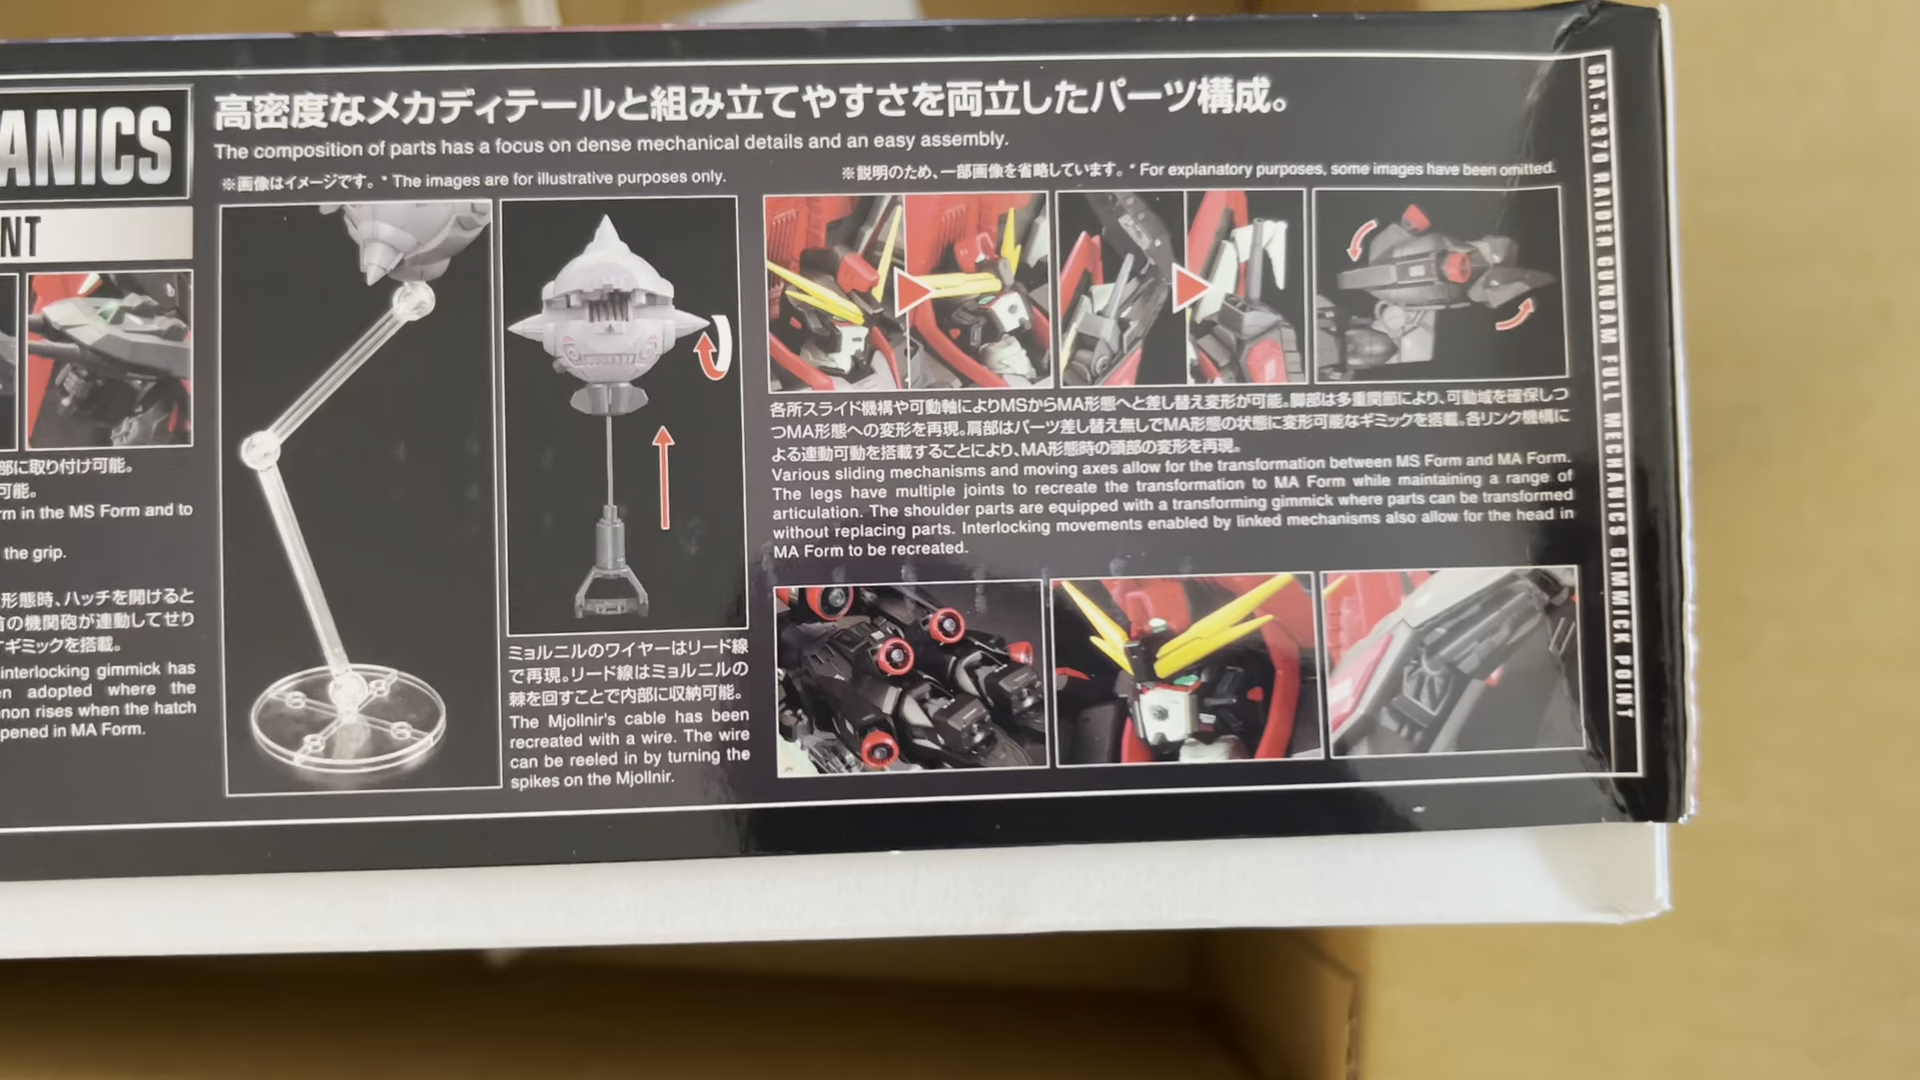 ANICS
NT
部に取り付け可能。
可能。
rm in the MS Form and to
the grip.
形態時、ハッチを開けると
首の機関砲が連動してせり
ギミックを搭載。
interlocking gimmick has
en adopted where the
non rises when the hatch
pened in MA Form.
高密度なメカディテールと組み立てやすさを両立したパーツ構成。
The composition of parts has a focus on dense mechanical details and an easy assembly.
※画像はイメージです。 * The images are for illustrative purposes only.
※説明のため、一部画像を省略しています。 * For explanatory purposes, some images have been omitted.
ミョルニルのワイヤーはリード線
で再現。リード線はミョルニルの
棘を回すことで内部に収納可能。
The Mjollnir's cable has been
recreated with a wire. The wire
can be reeled in by turning the
spikes on the Mjollnir.
各所スライド機構や可動軸によりMSからMA形態へと差し替え変形が可能。脚部は多重関節により、可動域を確保しつ
つMA形態への変形を再現。肩部はパーツ差し替え無しでMA形態の状態に変形可能なギミックを搭載。各リンク機構に
よる連動可動を搭載することにより、MA形態時の頭部の変形を再現。
Various sliding mechanisms and moving axes allow for the transformation between MS Form and MA Form.
The legs have multiple joints to recreate the transformation to MA Form while maintaining a range of
articulation. The shoulder parts are equipped with a transforming gimmick where parts can be transformed
without replacing parts. Interlocking movements enabled by linked mechanisms also allow for the head in
MA Form to be recreated.
GAT-X370 RAIDER GUNDAM FULL MECHANICS GIMMICK POINT